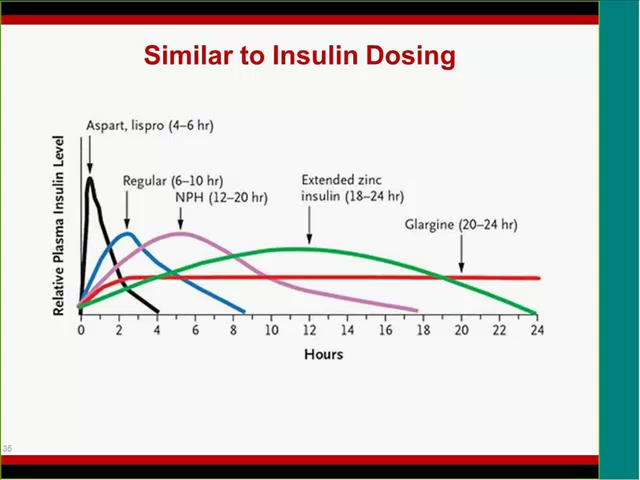 Similar to Insulin Dosing
Aspart, lispro (4–6 hr)
Regular (6–10 hr)
NPH (12–20 hr)
Extended zinc
insulin (18–24 hr)
Glargine (20–24 hr)
Relative Plasma Insulin Level
0 2 4 6 8 10 12 14 16 18 20 22 24
Hours
35